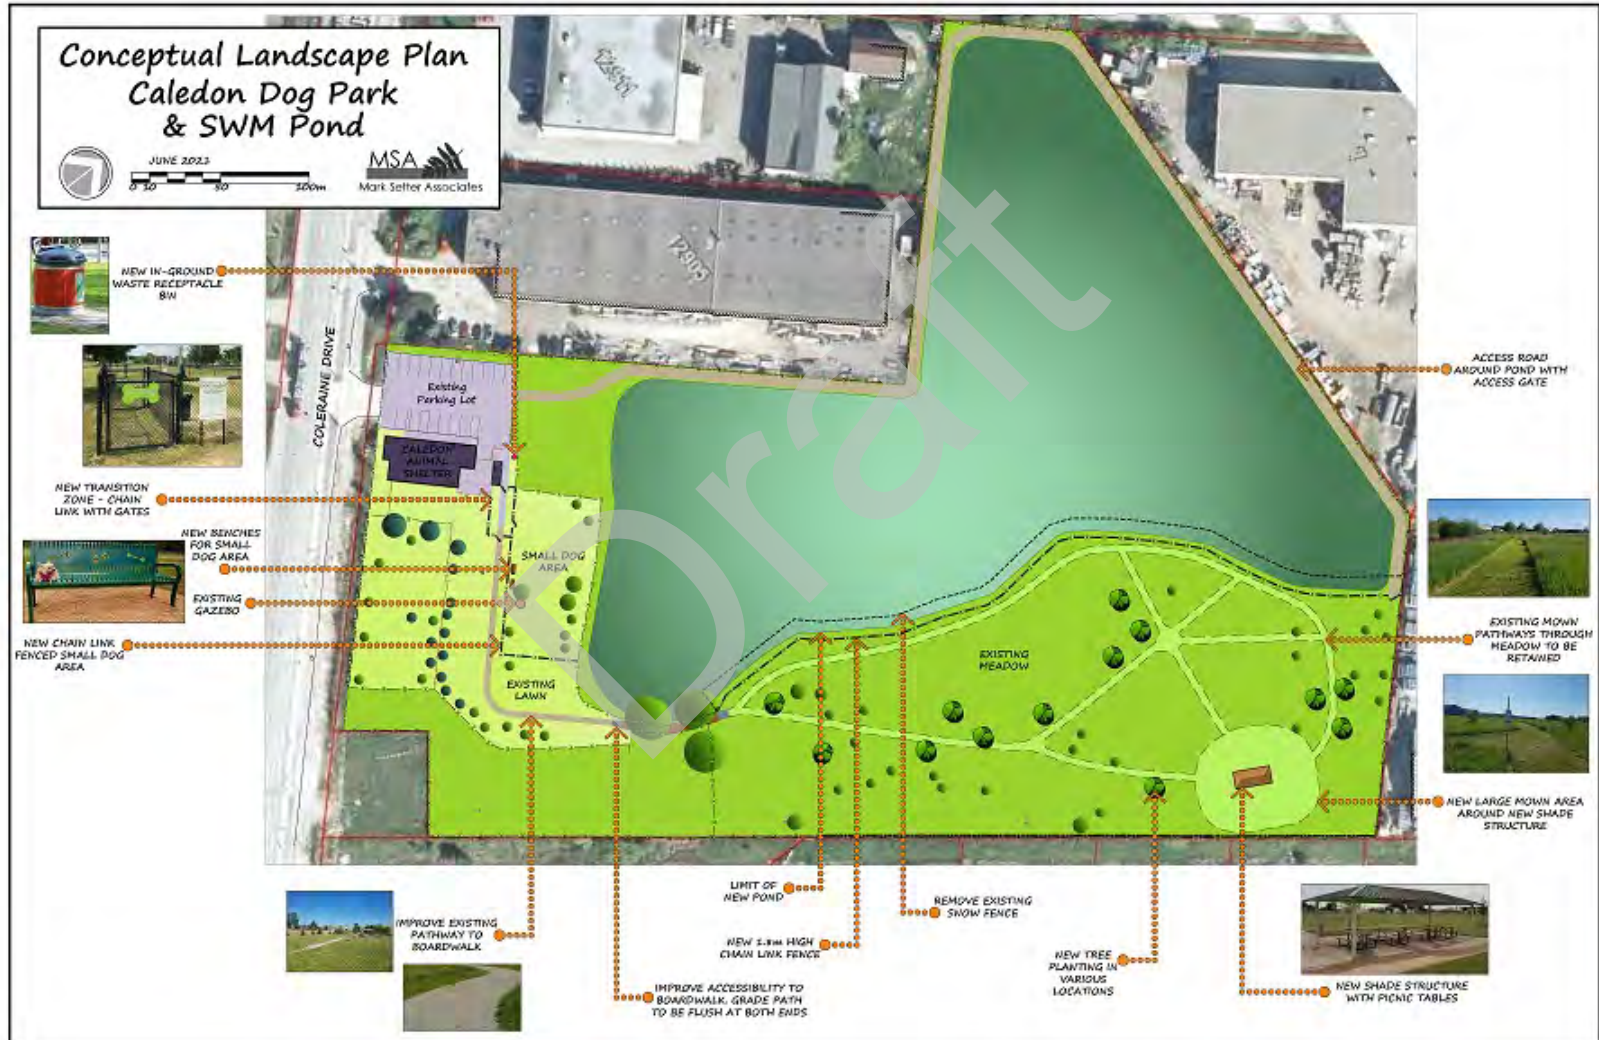 Conceptual Landscape Plan
Caledon Dog Park
& SWM Pond
JUNE 2023
0 10 50 100m
MSA
Mark Setter Associates
NEW IN-GROUND
WASTE RECEPTACLE
BIN
NEW TRANSITION
ZONE - CHAIN
LINK WITH GATES
NEW BENCHES
FOR SMALL
DOG AREA
EXISTING
GAZEBO
NEW CHAIN LINK
FENCED SMALL DOG
AREA
COLERAINE DRIVE
12905
Existing
Parking Lot
CALEDON
ANIMAL
SHELTER
SMALL DOG
AREA
EXISTING
LAWN
EXISTING
MEADOW
Draft
ACCESS ROAD
AROUND POND WITH
ACCESS GATE
EXISTING MOWN
PATHWAYS THROUGH
MEADOW TO BE
RETAINED
NEW LARGE MOWN AREA
AROUND NEW SHADE
STRUCTURE
IMPROVE EXISTING
PATHWAY TO
BOARDWALK
IMPROVE ACCESSIBILITY TO
BOARDWALK. GRADE PATH
TO BE FLUSH AT BOTH ENDS
LIMIT OF
NEW POND
NEW 1.8m HIGH
CHAIN LINK FENCE
REMOVE EXISTING
SNOW FENCE
NEW TREE
PLANTING IN
VARIOUS
LOCATIONS
NEW SHADE STRUCTURE
WITH PICNIC TABLES